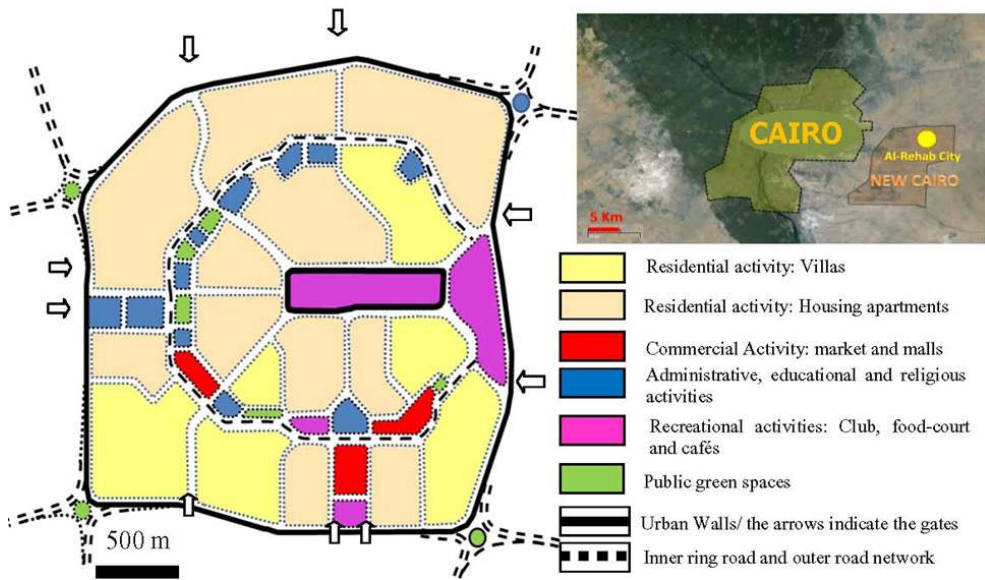 CAIRO
Al-Rehab City
NEW CAIRO
5 Km
Residential activity: Villas
Residential activity: Housing apartments
Commercial Activity: market and malls
Administrative, educational and religious
activities
Recreational activities: Club, food-court
and cafés
Public green spaces
Urban Walls/ the arrows indicate the gates
Inner ring road and outer road network
500 m